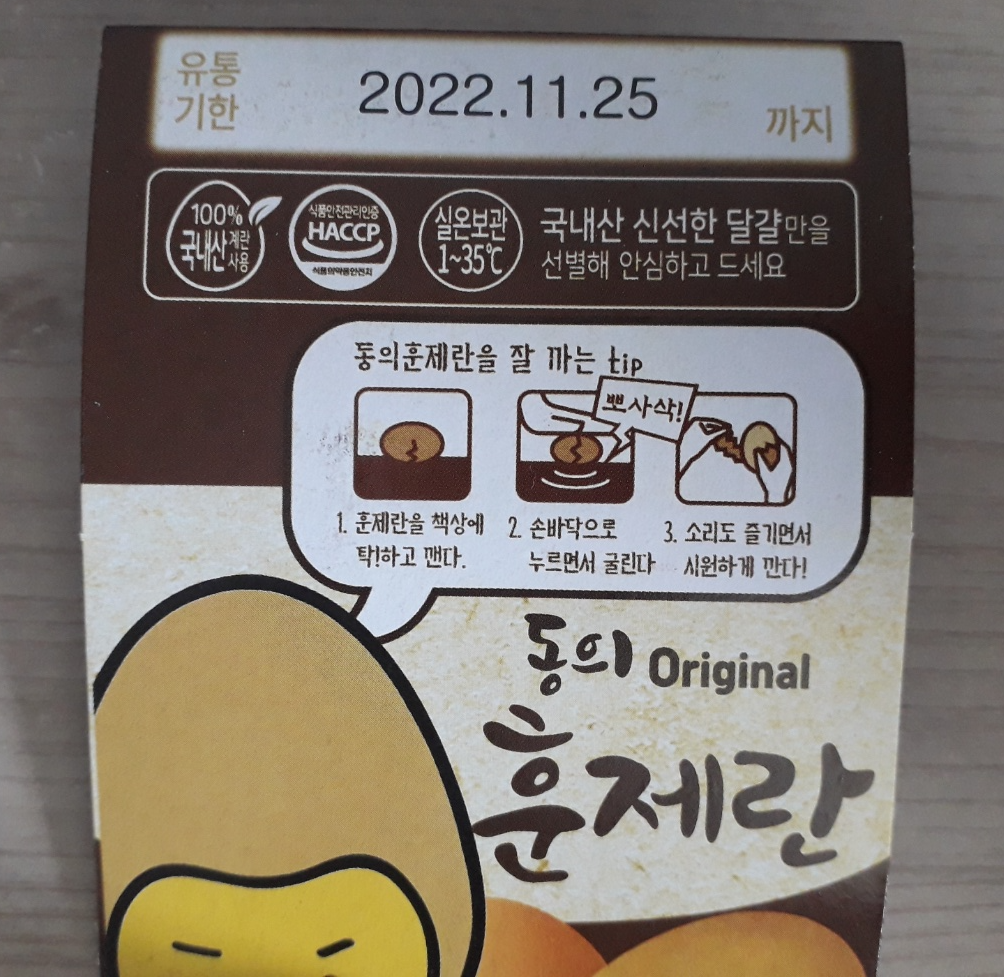 유통
기한
2022.11.25
까지
100%
국내산
계란
사용
식품안전관리인증
HACCP
식품의약품안전처
실온보관
1~35℃
국내산 신선한 달걀만을
선별해 안심하고 드세요
동의훈제란을 잘 까는 tip
뽀사삭!
1. 훈제란을 책상에
탁!하고 깬다.
2. 손바닥으로
누르면서 굴린다
3. 소리도 즐기면서
시원하게 깐다!
동의 Original
훈제란